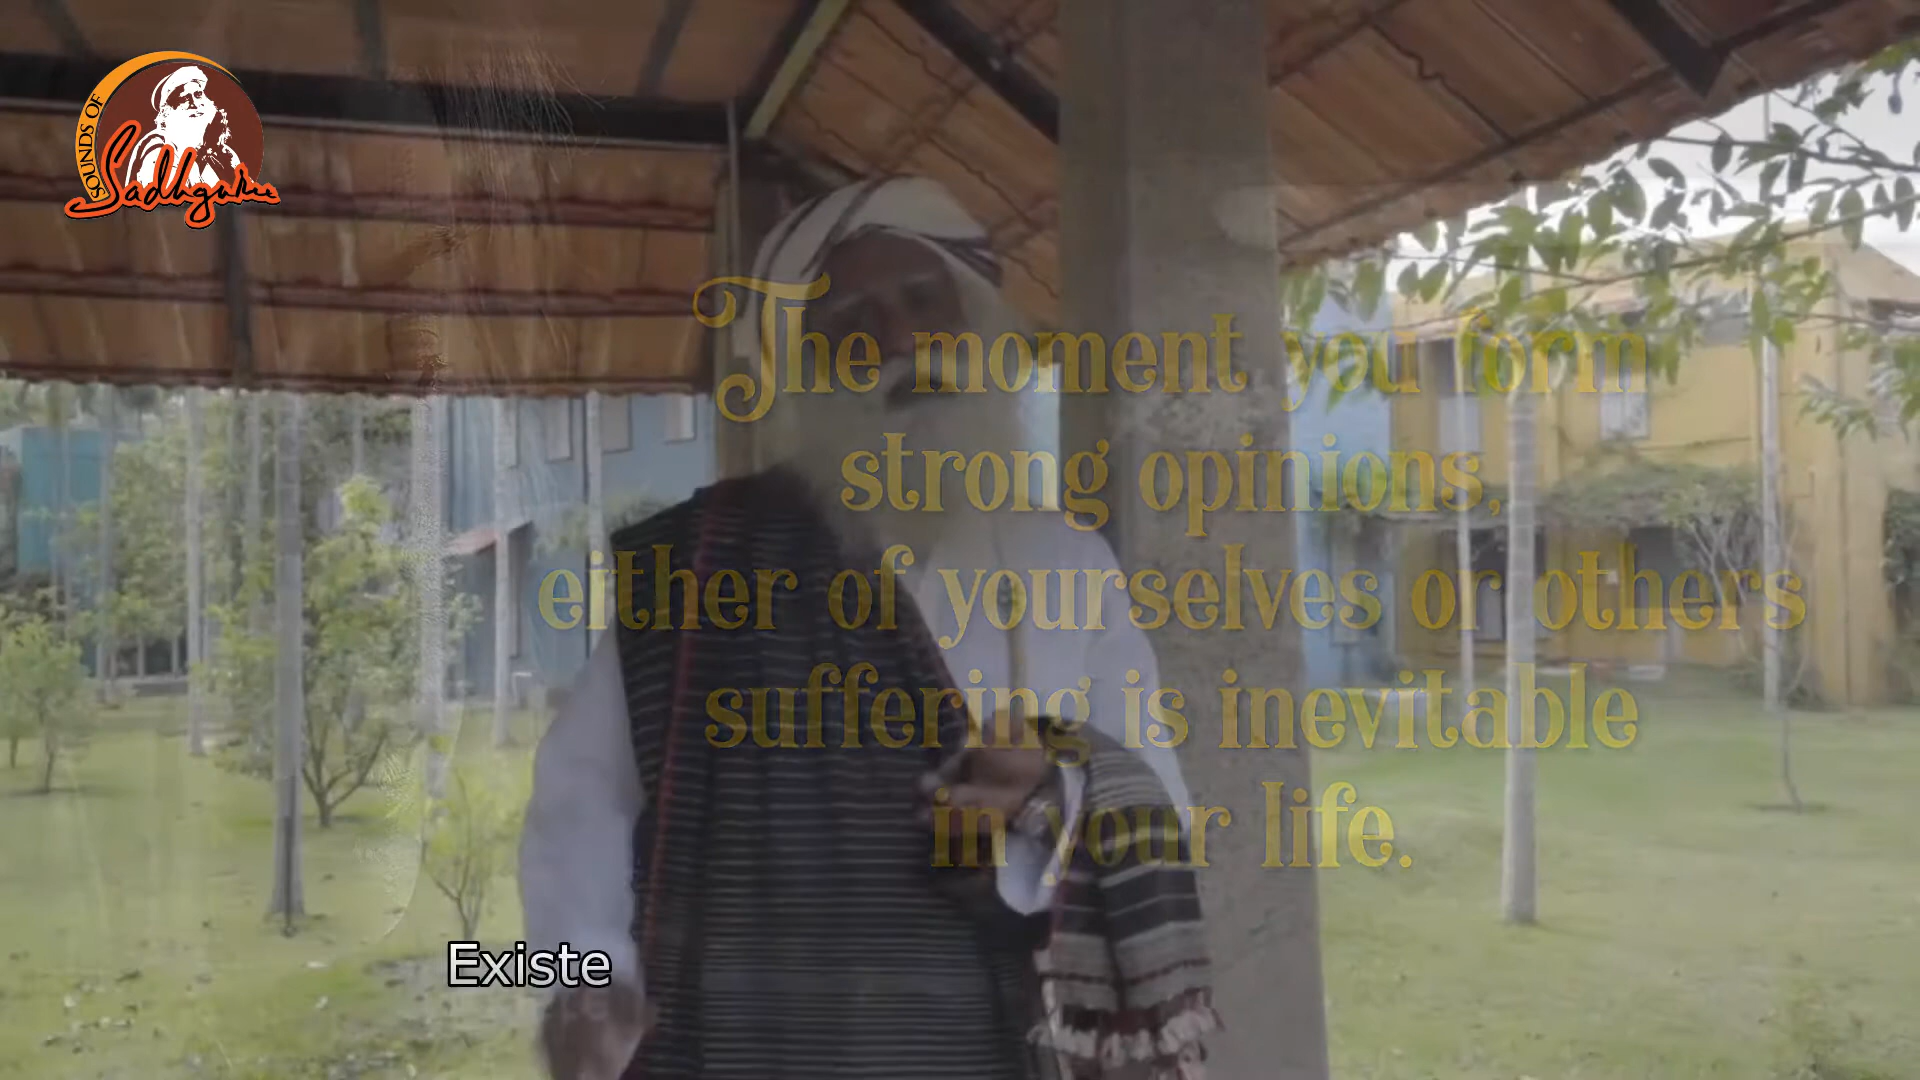 SOUNDS OF
Sadhguru
The moment you form
strong opinions,
either of yourselves or others
suffering is inevitable
in your life.
Existe